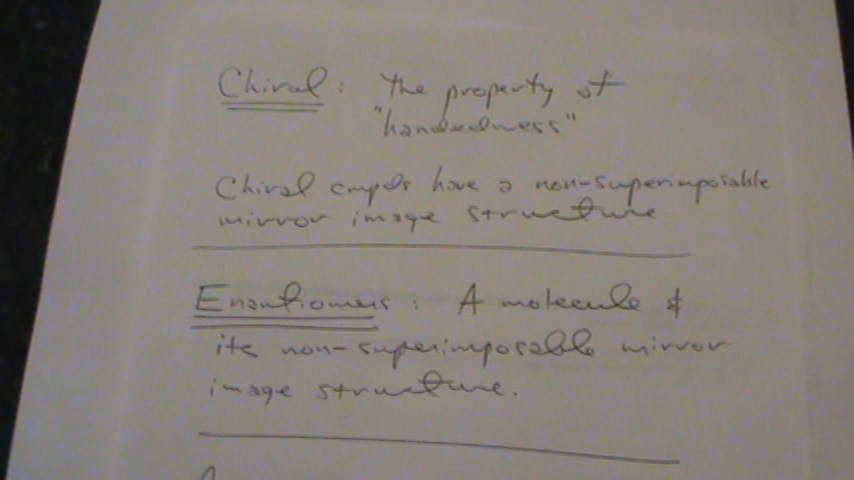 Chiral : The property of
"handedness"
Chiral cmpds have a non-superimposable
mirror image structure
Enantiomers : A molecule &
its non-superimposable mirror
image structure.